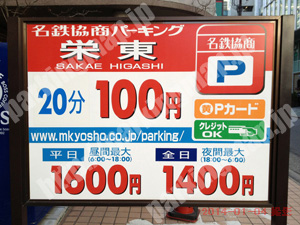 名鉄協商パーキング
栄東
SAKAE HIGASHI
名鉄協商
P
20分 100円
Pカード
クレジット
OK
www.mkyosho.co.jp/parking/
平日 昼間最大
(6:00~18:00)
1600円
全日 夜間最大
(18:00~6:00)
1400円